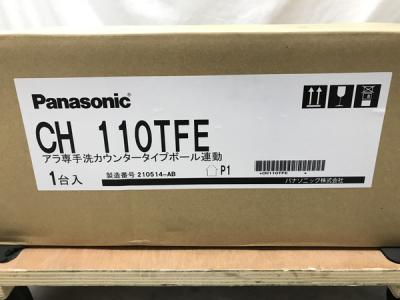 Panasonic
CH 110TFE
アラ専手洗カウンタータイプボール連動
1台入
製造番号 210514-AB
P1
*CH110TFE *
パナソニック株式会社